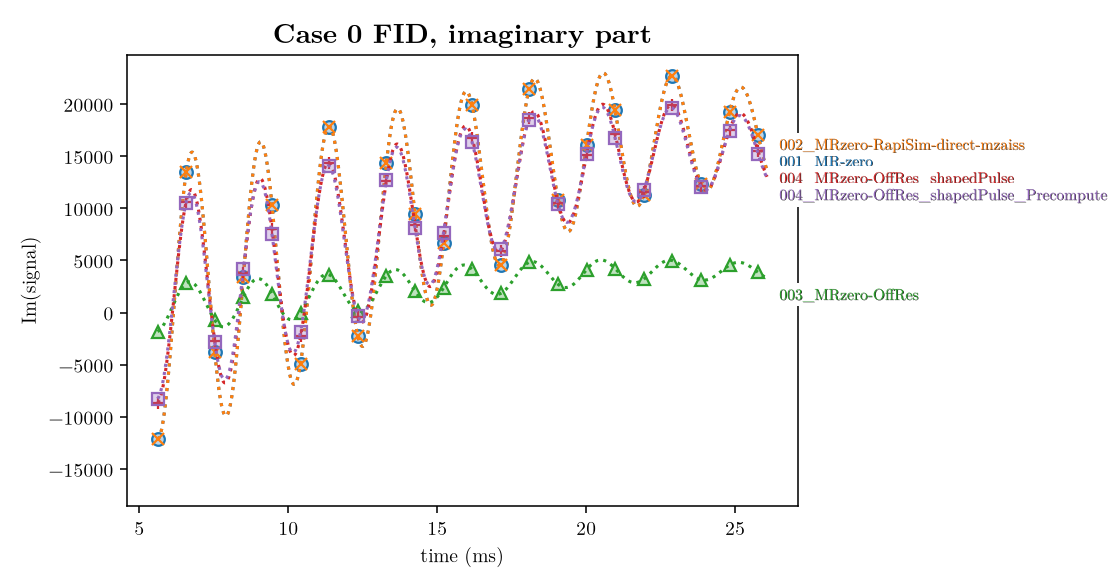 Case 0 FID, imaginary part
Im(signal)
20000
15000
10000
5000
0
−5000
−10000
−15000
5
10
15
20
25
time (ms)
002_MRzero-RapiSim-direct-mzaiss
001_MR-zero
004_MRzero-OffRes_shapedPulse
004_MRzero-OffRes_shapedPulse_Precompute
003_MRzero-OffRes